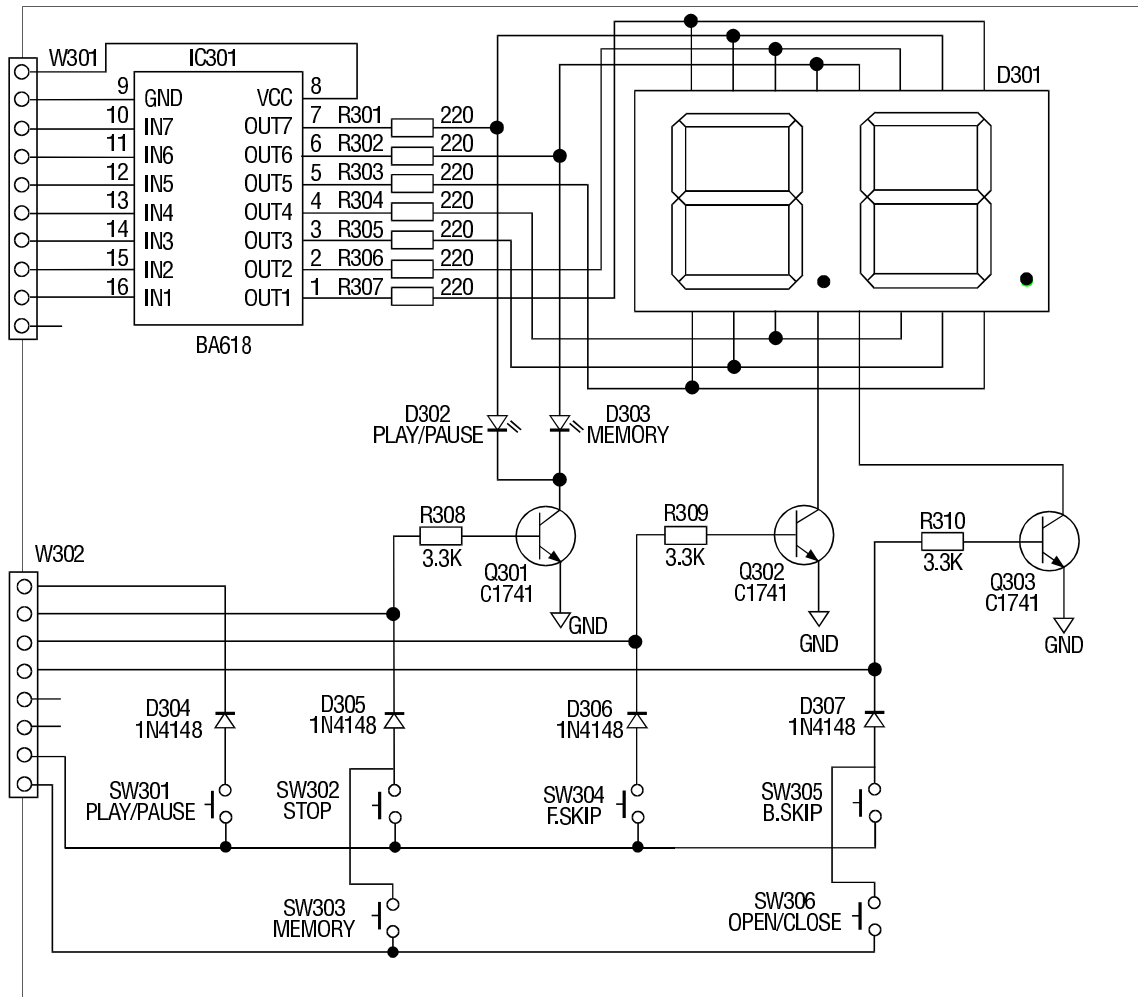 W301
IC301
D301
9 GND VCC 8
10 IN7 OUT7 7 R301 220
11 IN6 OUT6 6 R302 220
12 IN5 OUT5 5 R303 220
13 IN4 OUT4 4 R304 220
14 IN3 OUT3 3 R305 220
15 IN2 OUT2 2 R306 220
16 IN1 OUT1 1 R307 220
BA618
D302
PLAY/PAUSE
D303
MEMORY
R308
3.3K
Q301
C1741
GND
R309
3.3K
Q302
C1741
GND
R310
3.3K
Q303
C1741
GND
W302
D304
1N4148
D305
1N4148
D306
1N4148
D307
1N4148
SW301
PLAY/PAUSE
SW302
STOP
SW304
F.SKIP
SW305
B.SKIP
SW303
MEMORY
SW306
OPEN/CLOSE